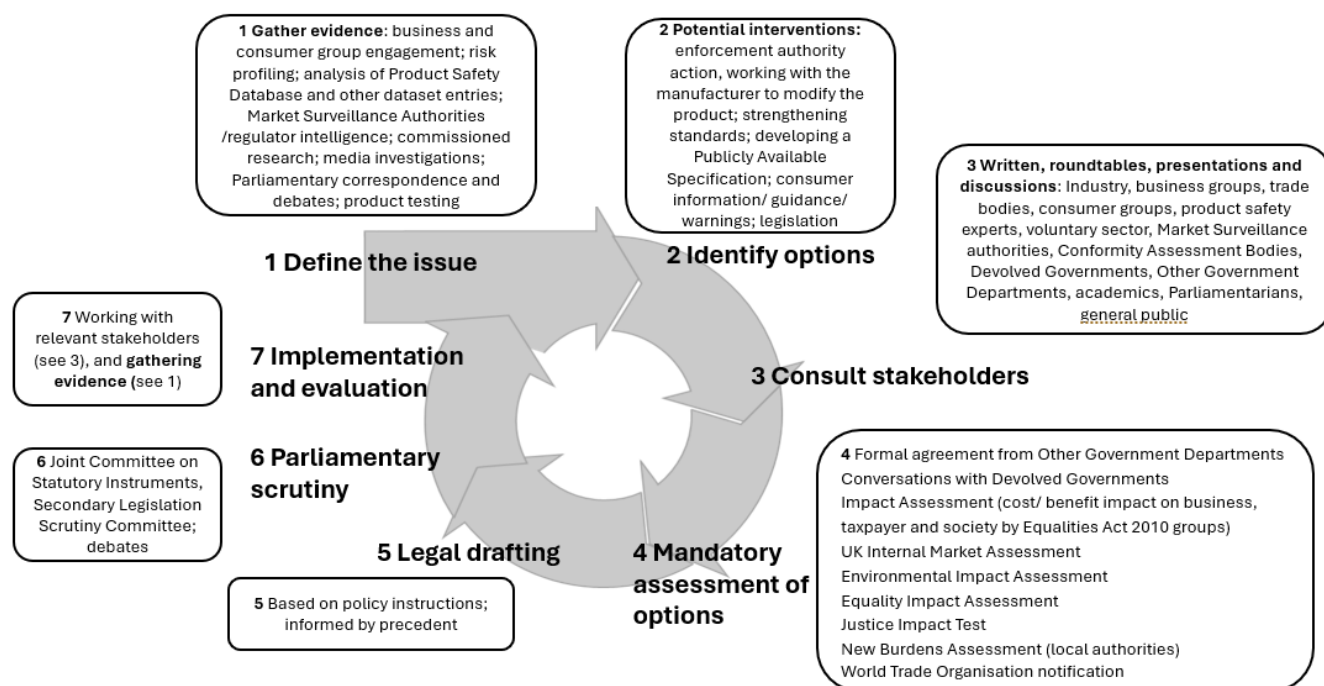 1 Gather evidence: business and
consumer group engagement; risk
profiling; analysis of Product Safety
Database and other dataset entries;
Market Surveillance Authorities
/regulator intelligence; commissioned
research; media investigations;
Parliamentary correspondence and
debates; product testing
2 Potential interventions:
enforcement authority
action, working with the
manufacturer to modify the
product; strengthening
standards; developing a
Publicly Available
Specification; consumer
information/ guidance/
warnings; legislation
3 Written, roundtables, presentations and
discussions: Industry, business groups, trade
bodies, consumer groups, product safety
experts, voluntary sector, Market Surveillance
authorities, Conformity Assessment Bodies,
Devolved Governments, Other Government
Departments, academics, Parliamentarians,
general public
1 Define the issue
2 Identify options
7 Working with
relevant stakeholders
(see 3), and gathering
evidence (see 1)
7 Implementation
and evaluation
3 Consult stakeholders
6 Joint Committee on
Statutory Instruments,
Secondary Legislation
Scrutiny Committee;
debates
6 Parliamentary
scrutiny
4 Formal agreement from Other Government Departments
Conversations with Devolved Governments
Impact Assessment (cost/ benefit impact on business,
taxpayer and society by Equalities Act 2010 groups)
UK Internal Market Assessment
Environmental Impact Assessment
Equality Impact Assessment
Justice Impact Test
New Burdens Assessment (local authorities)
World Trade Organisation notification
5 Legal drafting
4 Mandatory
assessment of
options
5 Based on policy instructions;
informed by precedent